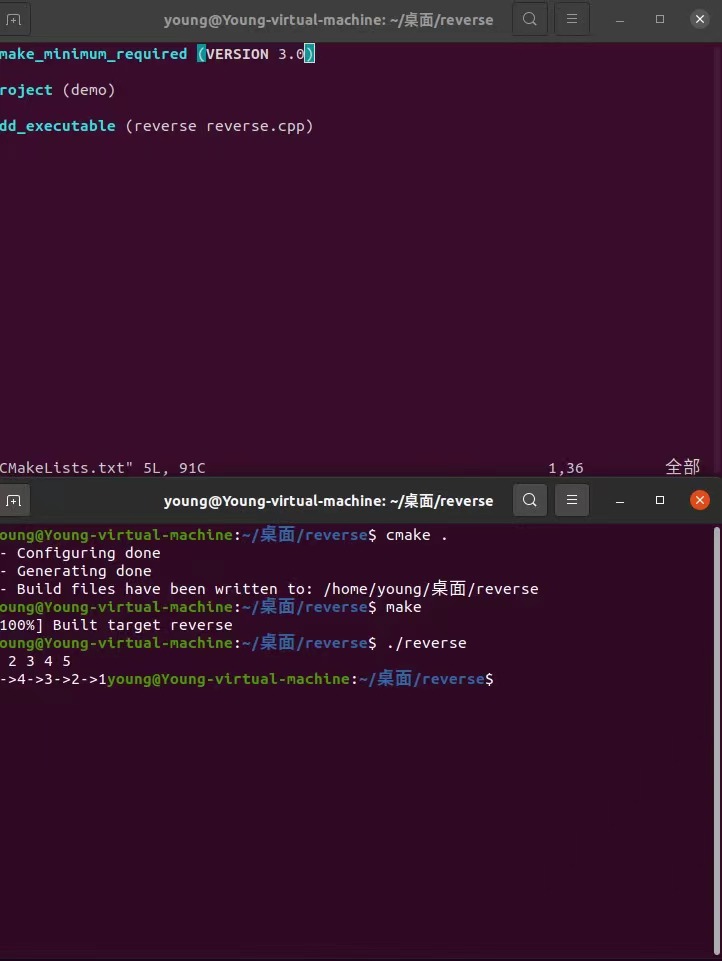 young@Young-virtual-machine: ~/桌面/reverse
make_minimum_required (VERSION 3.0)
roject (demo)
dd_executable (reverse reverse.cpp)
CMakeLists.txt" 5L, 91C 1,36 全部
young@Young-virtual-machine: ~/桌面/reverse
oung@Young-virtual-machine:~/桌面/reverse$ cmake .
- Configuring done
- Generating done
- Build files have been written to: /home/young/桌面/reverse
oung@Young-virtual-machine:~/桌面/reverse$ make
100%] Built target reverse
oung@Young-virtual-machine:~/桌面/reverse$ ./reverse
2 3 4 5
->4->3->2->1young@Young-virtual-machine:~/桌面/reverse$